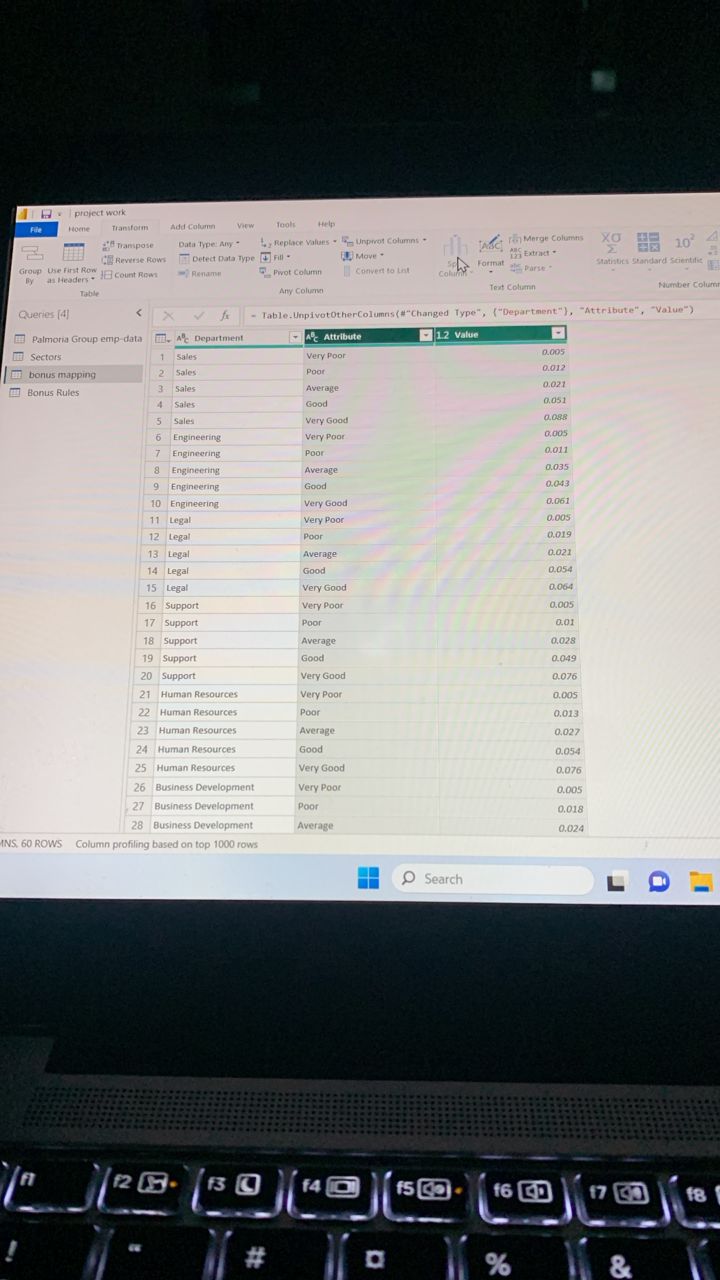 project work
File Home Transform Add Column View Tools Help
Group By
Use First Row as Headers
Transpose
Reverse Rows
Count Rows
Table
Data Type: Any
Detect Data Type
Rename
Replace Values
Fill
Pivot Column
Unpivot Columns
Move
Convert to List
Any Column
Column
Format
Merge Columns
Extract
Parse
Text Column
Statistics
Standard
Scientific
Number Column
Queries [4]
Palmoria Group emp-data
Sectors
bonus mapping
Bonus Rules
fx = Table.UnpivotOtherColumns(#"Changed Type", {"Department"}, "Attribute", "Value")
Department Attribute 1.2 Value
1 Sales Very Poor 0.005
2 Sales Poor 0.012
3 Sales Average 0.021
4 Sales Good 0.051
5 Sales Very Good 0.088
6 Engineering Very Poor 0.005
7 Engineering Poor 0.011
8 Engineering Average 0.035
9 Engineering Good 0.043
10 Engineering Very Good 0.061
11 Legal Very Poor 0.005
12 Legal Poor 0.019
13 Legal Average 0.021
14 Legal Good 0.054
15 Legal Very Good 0.064
16 Support Very Poor 0.005
17 Support Poor 0.01
18 Support Average 0.028
19 Support Good 0.049
20 Support Very Good 0.076
21 Human Resources Very Poor 0.005
22 Human Resources Poor 0.013
23 Human Resources Average 0.027
24 Human Resources Good 0.054
25 Human Resources Very Good 0.076
26 Business Development Very Poor 0.005
27 Business Development Poor 0.018
28 Business Development Average 0.024
60 ROWS Column profiling based on top 1000 rows
Search
f1 f2 f3 f4 f5 f6 f7 f8
! " # ¤ % &